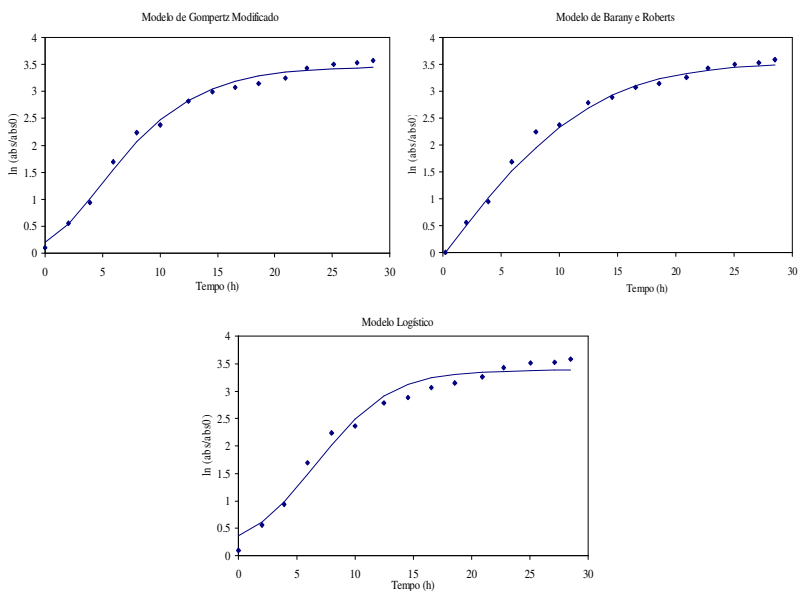 Modelo de Gompertz Modificado
4
3.5
3
2.5
2
1.5
1
0.5
0
ln (abs/abs0)
0 5 10 15 20 25 30
Tempo (h)
Modelo de Barany e Roberts
4
3.5
3
2.5
2
1.5
1
0.5
0
ln (abs/abs0)
0 5 10 15 20 25 30
Tempo (h)
Modelo Logístico
4
3.5
3
2.5
2
1.5
1
0.5
0
ln (abs/abs0)
0 5 10 15 20 25 30
Tempo (h)